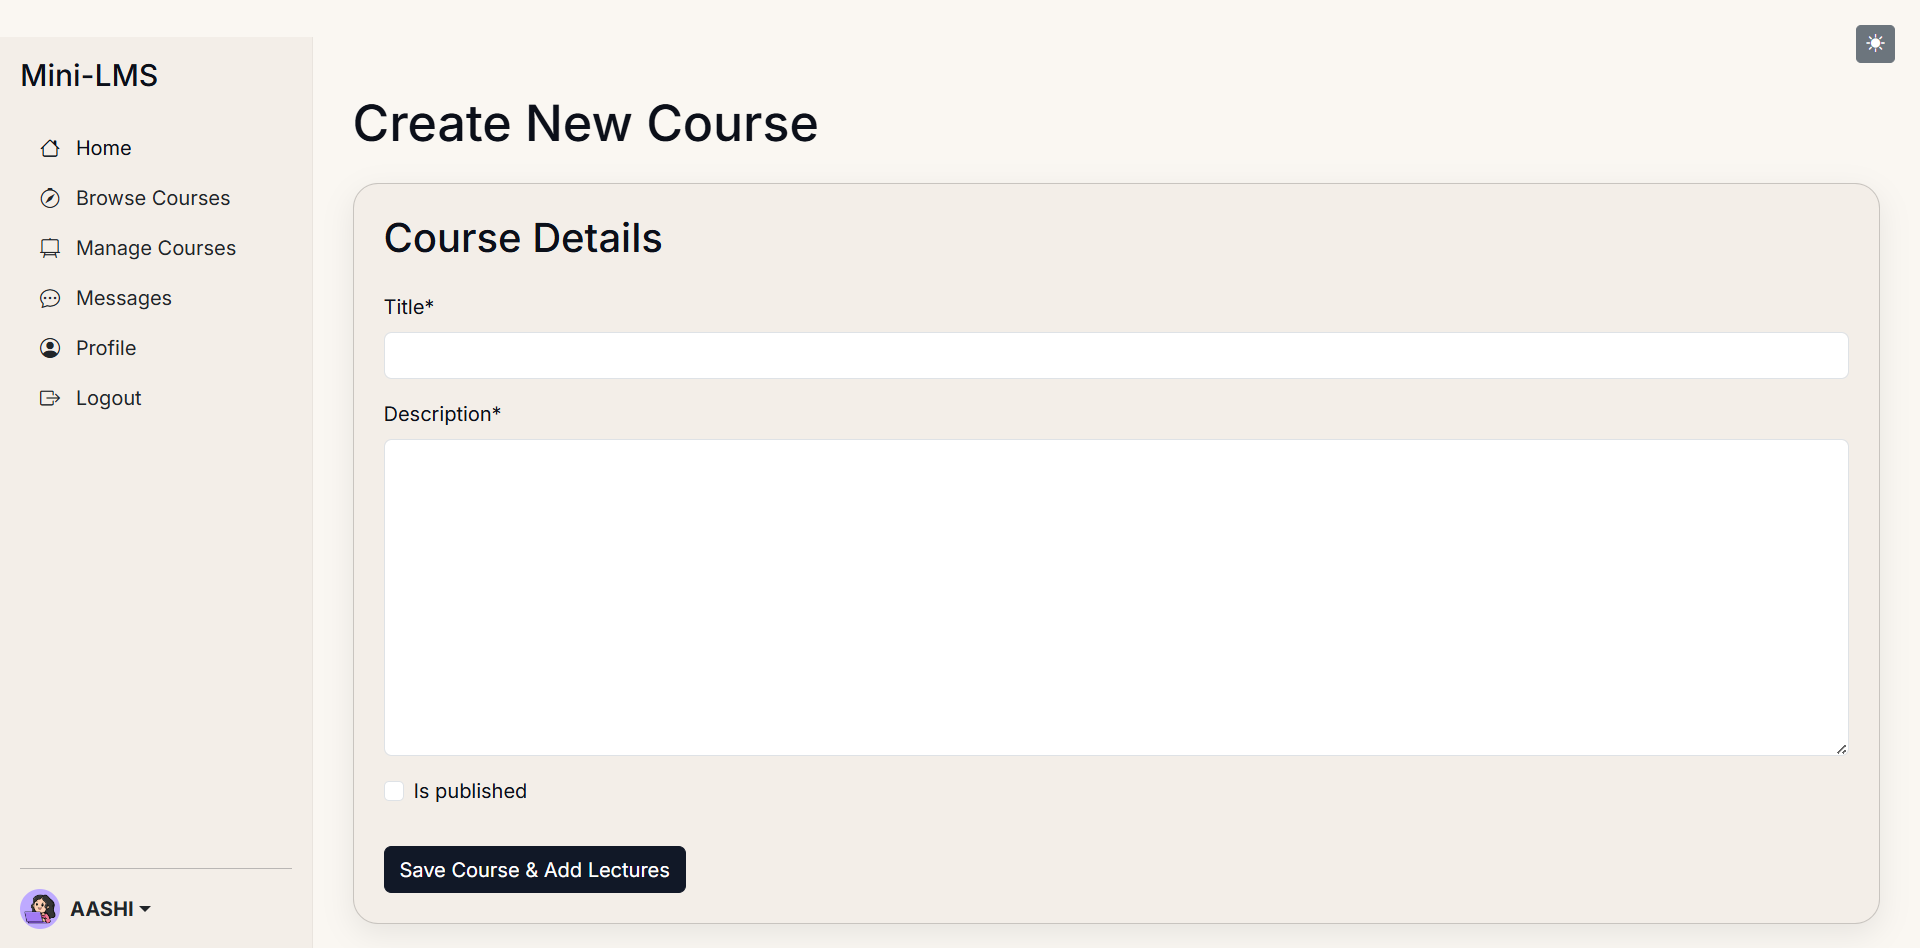 Mini-LMS
Home
Browse Courses
Manage Courses
Messages
Profile
Logout
AASHI
Create New Course
Course Details
Title*
Description*
Is published
Save Course & Add Lectures